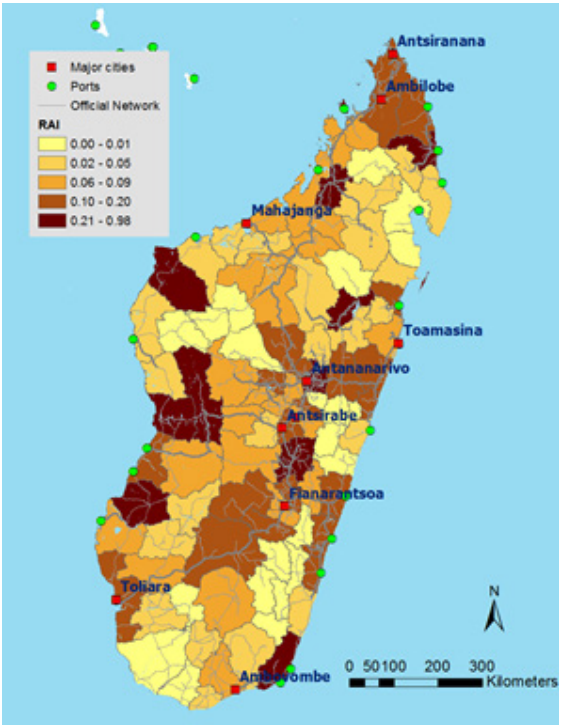 Antsiranana
Major cities
Ports
Official Network
RAI
0.00 - 0.01
0.02 - 0.05
0.06 - 0.09
0.10 - 0.20
0.21 - 0.98
Ambilobe
Mahajanga
Toamasina
Antananarivo
Antsirabe
Fianarantsoa
Toliara
N
Ambovombe
0 50 100 200 300
Kilometers